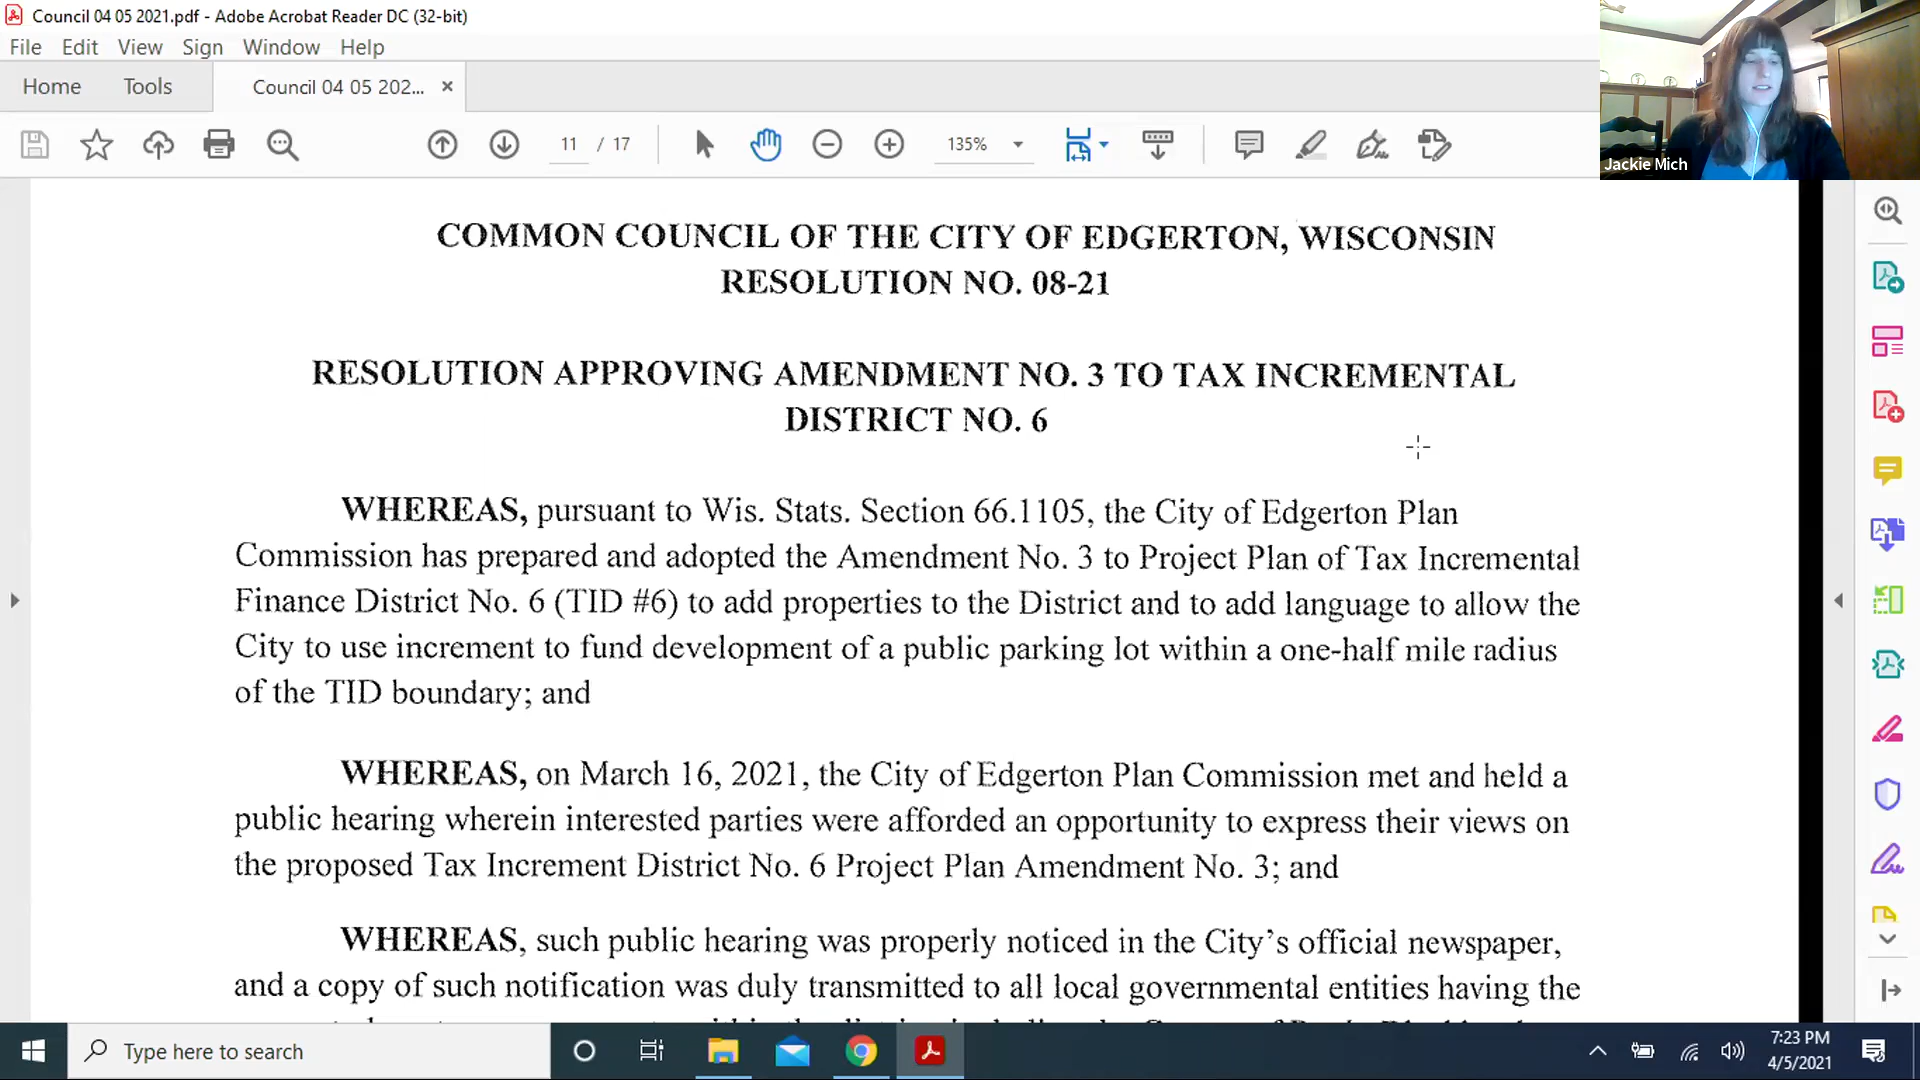 Council 04 05 2021.pdf - Adobe Acrobat Reader DC (32-bit)
File Edit View Sign Window Help
Home Tools Council 04 05 202... ×
11 / 17 135%
Jackie Mich
COMMON COUNCIL OF THE CITY OF EDGERTON, WISCONSIN
RESOLUTION NO. 08-21
RESOLUTION APPROVING AMENDMENT NO. 3 TO TAX INCREMENTAL
DISTRICT NO. 6
WHEREAS, pursuant to Wis. Stats. Section 66.1105, the City of Edgerton Plan
Commission has prepared and adopted the Amendment No. 3 to Project Plan of Tax Incremental
Finance District No. 6 (TID #6) to add properties to the District and to add language to allow the
City to use increment to fund development of a public parking lot within a one-half mile radius
of the TID boundary; and
WHEREAS, on March 16, 2021, the City of Edgerton Plan Commission met and held a
public hearing wherein interested parties were afforded an opportunity to express their views on
the proposed Tax Increment District No. 6 Project Plan Amendment No. 3; and
WHEREAS, such public hearing was properly noticed in the City's official newspaper,
and a copy of such notification was duly transmitted to all local governmental entities having the
Type here to search
7:23 PM
4/5/2021